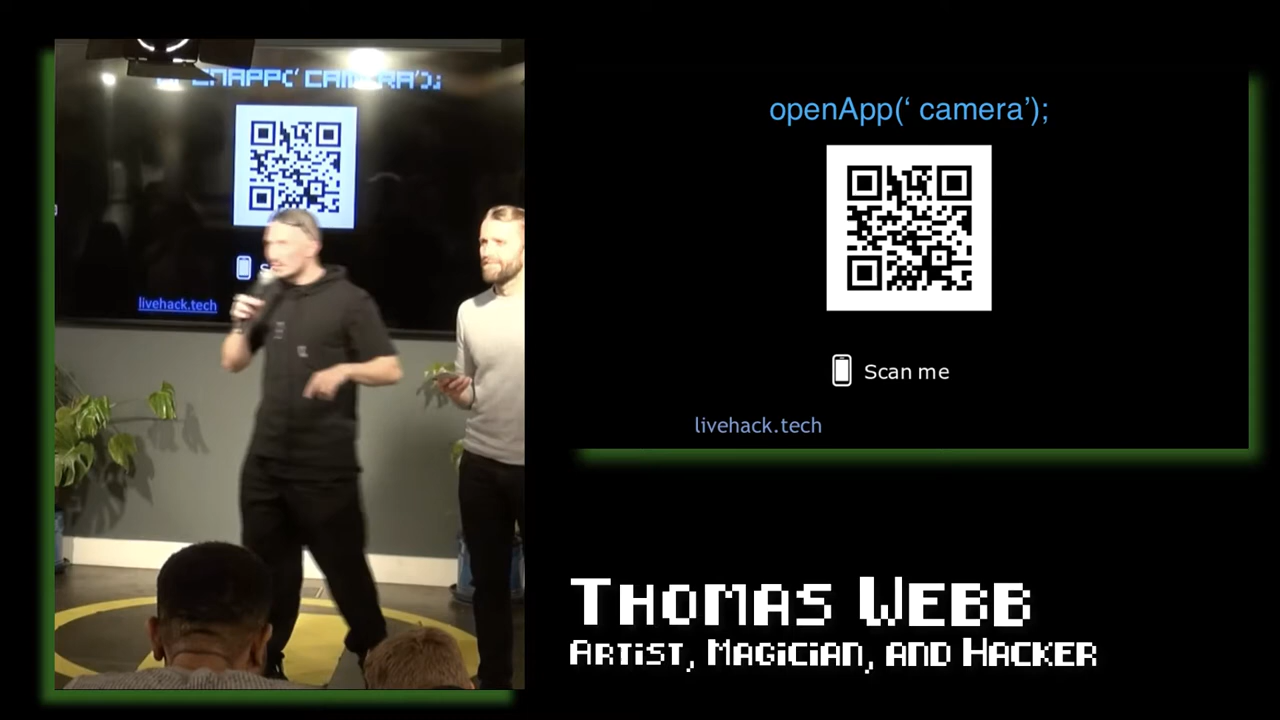 livehack.tech
openApp(‘ camera’);
Scan me
livehack.tech
Thomas Webb
Artist, Magician, and Hacker